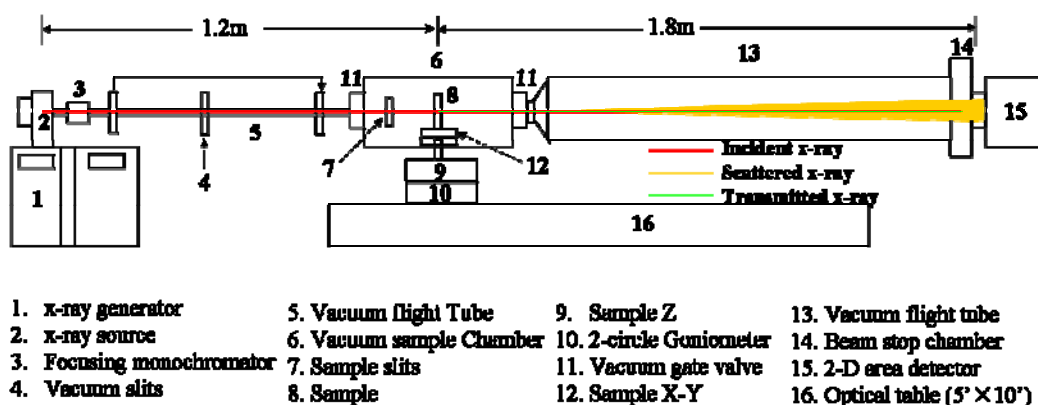 1.2m
1.8m
6
13
14
3
11
11
8
2
5
15
7
12
4
9
1
10
16
Incident x-ray
Scattered x-ray
Transmitted x-ray
1. x-ray generator
2. x-ray source
3. Focusing monochromator
4. Vacuum slits
5. Vacuum flight Tube
6. Vacuum sample Chamber
7. Sample slits
8. Sample
9. Sample Z
10. 2-circle Goniometer
11. Vacuum gate valve
12. Sample X-Y
13. Vacuum flight tube
14. Beam stop chamber
15. 2-D area detector
16. Optical table (5’×10’)